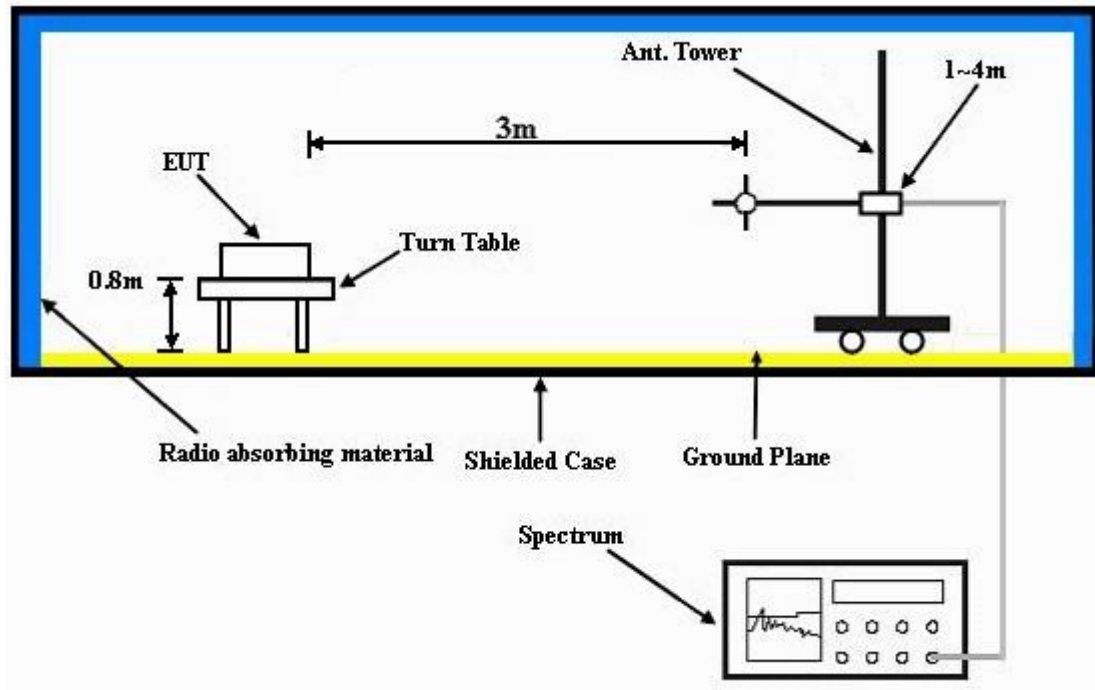 Ant. Tower
1~4m
3m
EUT
Turn Table
0.8m
Radio absorbing material
Shielded Case
Ground Plane
Spectrum